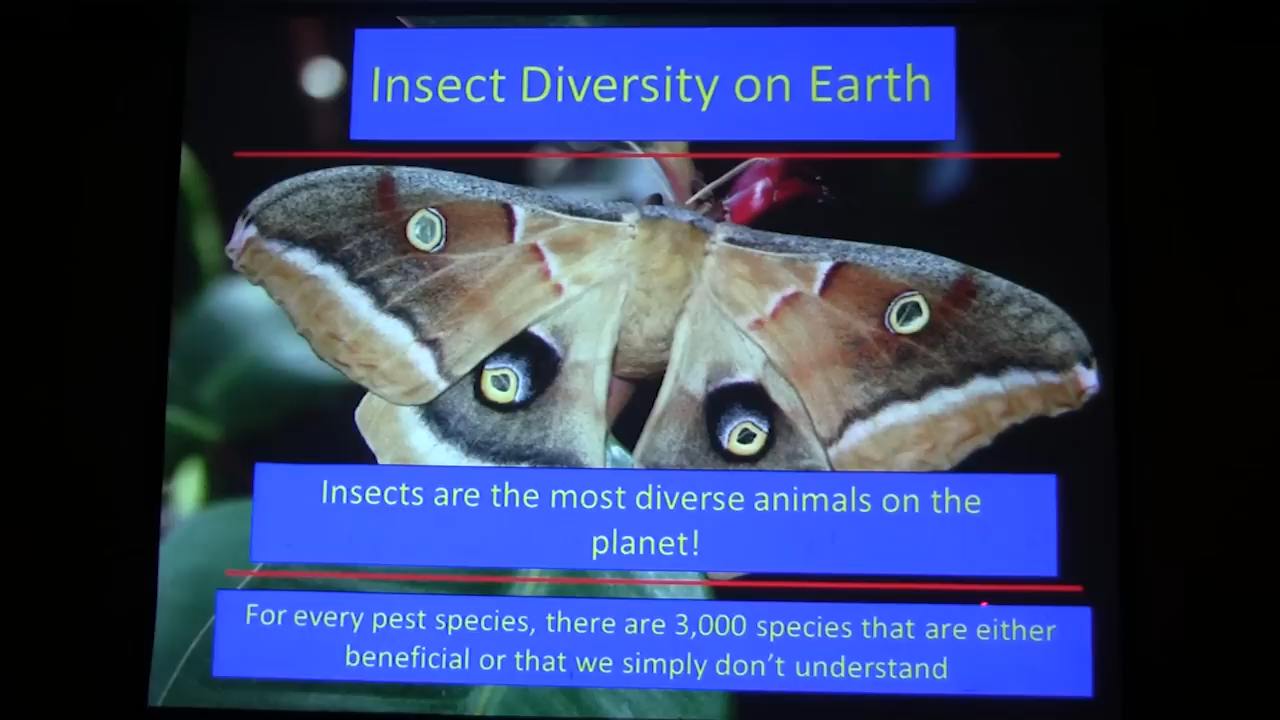 Insect Diversity on Earth
Insects are the most diverse animals on the
planet!
For every pest species, there are 3,000 species that are either
beneficial or that we simply don't understand